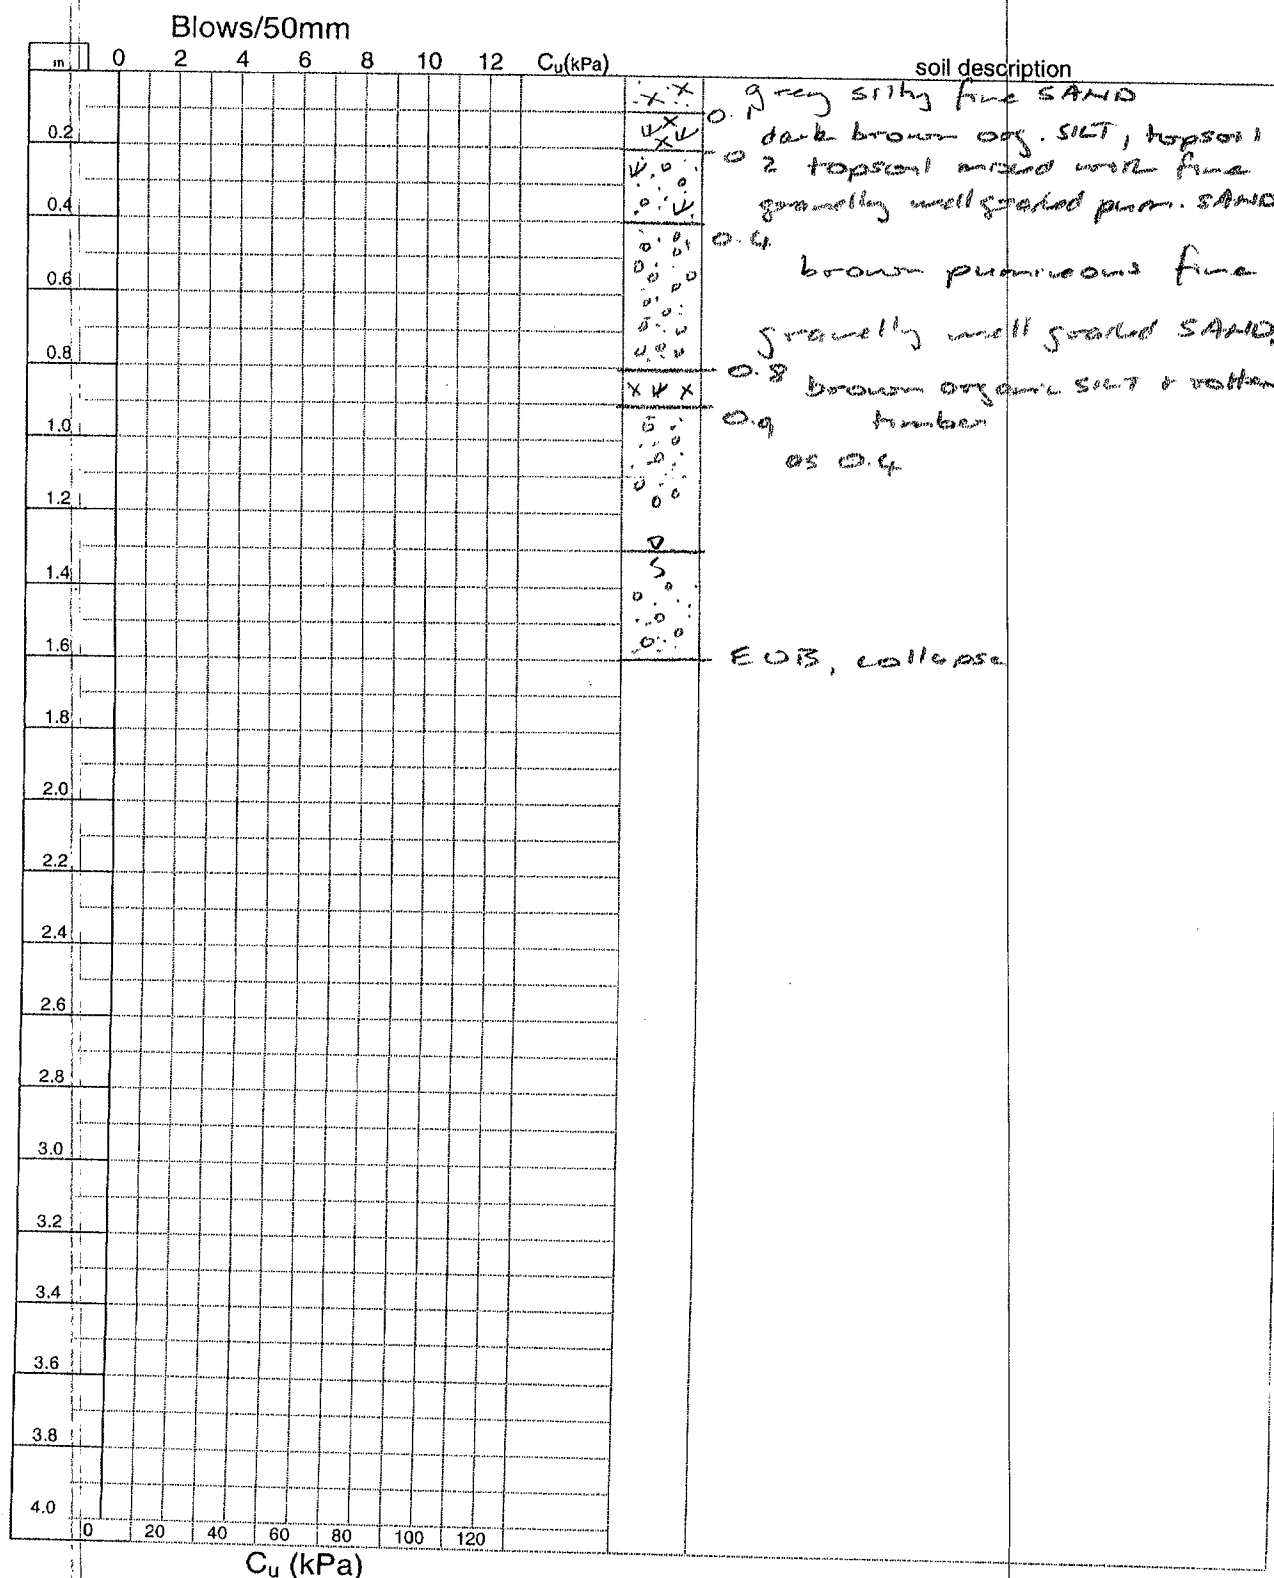 Blows/50mm
m 0 2 4 6 8 10 12 Cu(kPa) soil description
grey silty fine SAND
0.1
0.2 dark brown org. SILT, topsoil
0.2 topsoil mixed with fine
0.4 gravelly well graded pum. SAND
0.4
brown pumiceous fine
0.6
gravelly well graded SAND
0.8
0.8 brown organic SILT & rotten
0.9 timber
1.0
as 0.4
1.2
1.4
1.6 EOB, collapse
1.8
2.0
2.2
2.4
2.6
2.8
3.0
3.2
3.4
3.6
3.8
4.0
0 20 40 60 80 100 120
Cu (kPa)